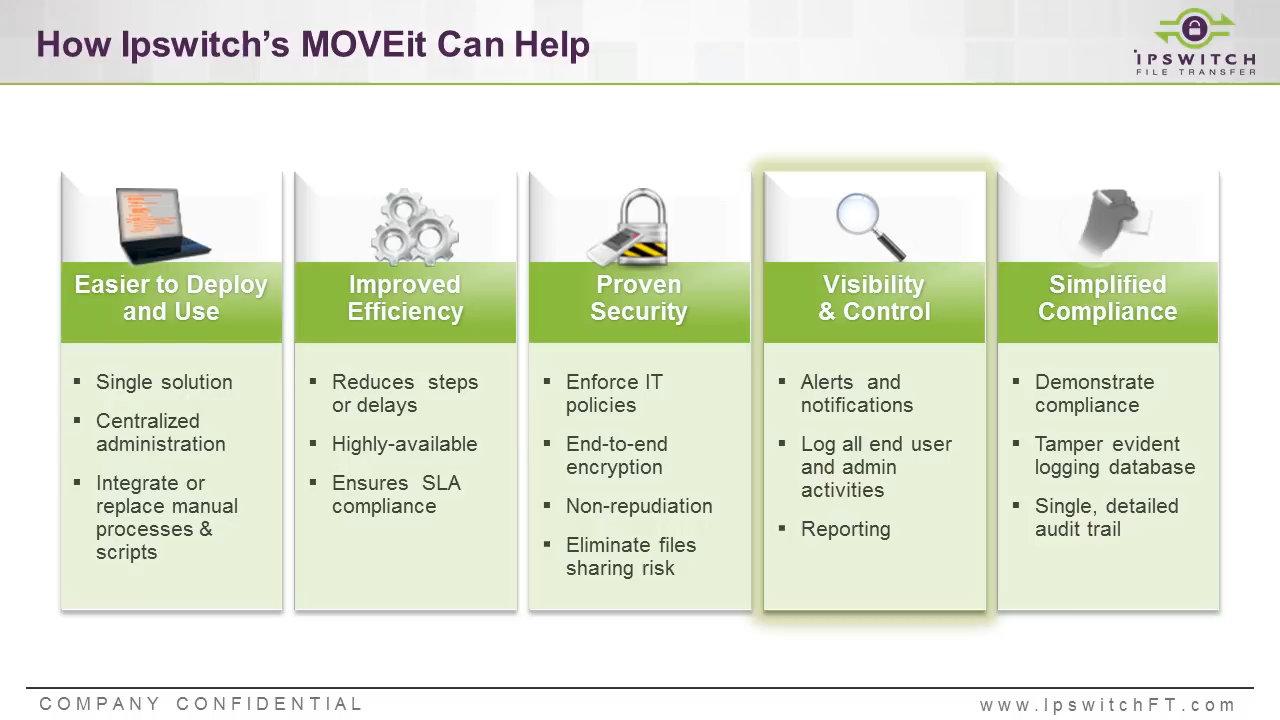 How Ipswitch's MOVEit Can Help
IPSWITCH
FILE TRANSFER
Easier to Deploy
and Use
▪ Single solution
▪ Centralized
administration
▪ Integrate or
replace manual
processes &
scripts
Improved
Efficiency
▪ Reduces steps
or delays
▪ Highly-available
▪ Ensures SLA
compliance
Proven
Security
▪ Enforce IT
policies
▪ End-to-end
encryption
▪ Non-repudiation
▪ Eliminate files
sharing risk
Visibility
& Control
▪ Alerts and
notifications
▪ Log all end user
and admin
activities
▪ Reporting
Simplified
Compliance
▪ Demonstrate
compliance
▪ Tamper evident
logging database
▪ Single, detailed
audit trail
COMPANY CONFIDENTIAL
www.IpswitchFT.com